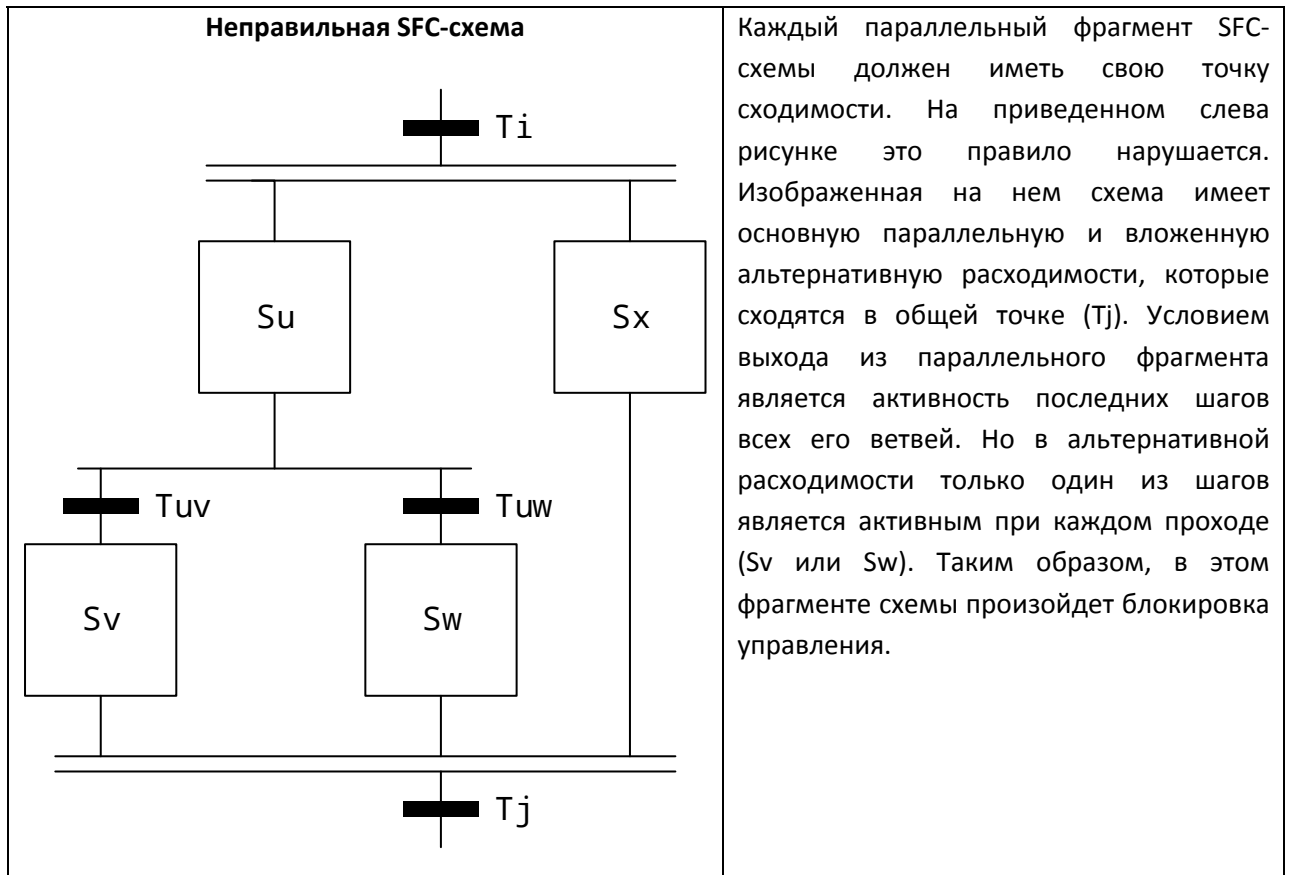 Неправильная SFC-схема
Ti
Su
Sx
Tuv
Tuw
Sv
Sw
Tj
Каждый параллельный фрагмент SFC-
схемы должен иметь свою точку
сходимости. На приведенном слева
рисунке это правило нарушается.
Изображенная на нем схема имеет
основную параллельную и вложенную
альтернативную расходимости, которые
сходятся в общей точке (Tj). Условием
выхода из параллельного фрагмента
является активность последних шагов
всех его ветвей. Но в альтернативной
расходимости только один из шагов
является активным при каждом проходе
(Sv или Sw). Таким образом, в этом
фрагменте схемы произойдет блокировка
управления.